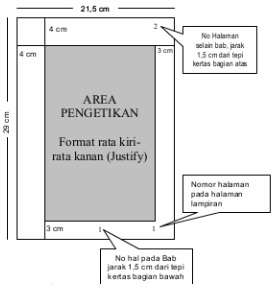 21,5 cm
4 cm
2
No Halaman
selain bab, jarak
1,5 cm dari tepi
kertas bagian atas
4 cm
3 cm
29 cm
AREA
PENGETIKAN
Format rata kiri-
rata kanan (Justify)
Nomor halaman
pada halaman
lampiran
3 cm
1
1
No hal pada Bab
jarak 1,5 cm dari tepi
kertas bagian bawah